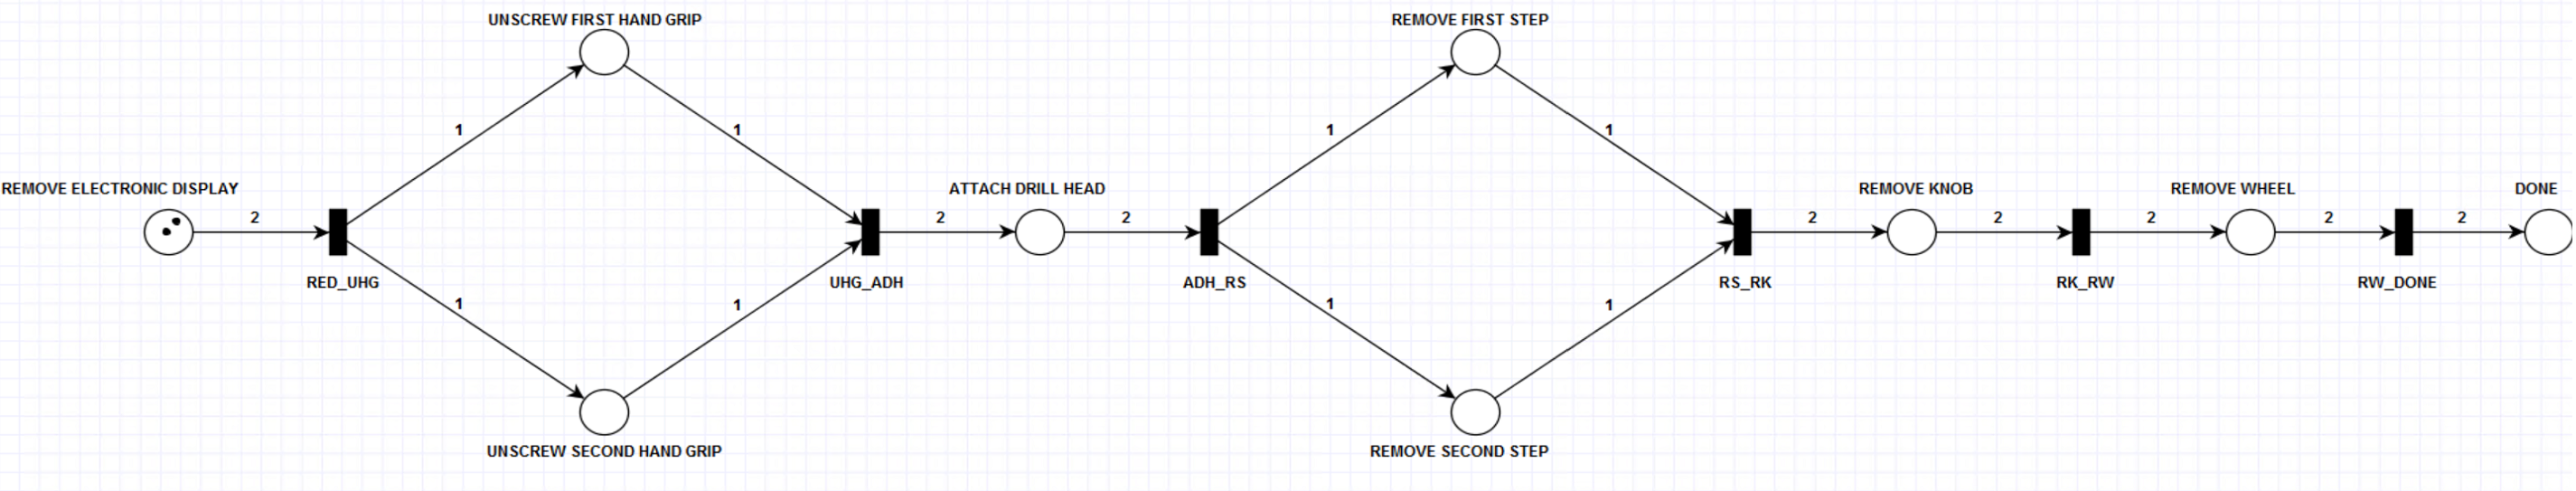 UNSCREW FIRST HAND GRIP
REMOVE FIRST STEP
1
1
1
1
REMOVE ELECTRONIC DISPLAY
ATTACH DRILL HEAD
REMOVE KNOB
REMOVE WHEEL
DONE
2
2
2
2
2
2
2
2
RED_UHG
UHG_ADH
ADH_RS
RS_RK
RK_RW
RW_DONE
1
1
1
1
UNSCREW SECOND HAND GRIP
REMOVE SECOND STEP